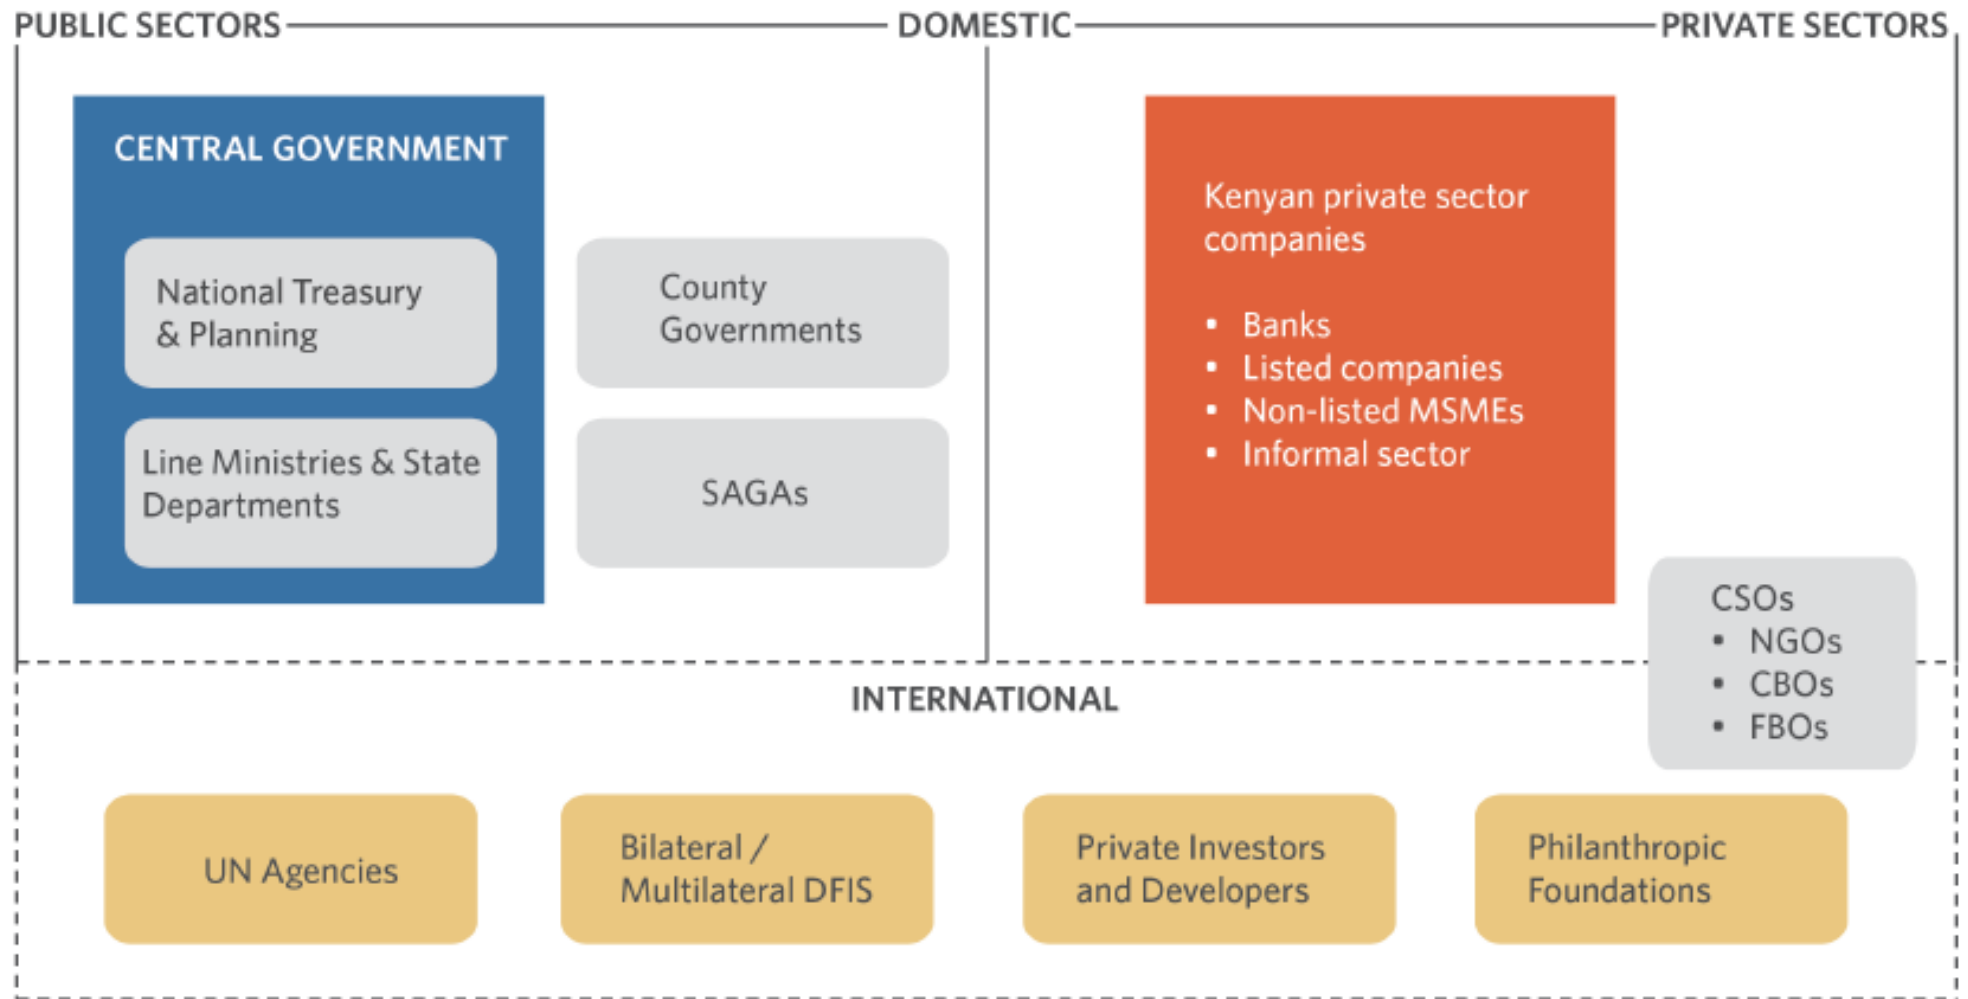 PUBLIC SECTORS
DOMESTIC
PRIVATE SECTORS
CENTRAL GOVERNMENT
National Treasury
& Planning
Line Ministries & State
Departments
County
Governments
SAGAs
Kenyan private sector
companies
▪ Banks
▪ Listed companies
▪ Non-listed MSMEs
▪ Informal sector
CSOs
• NGOs
• CBOs
• FBOs
INTERNATIONAL
UN Agencies
Bilateral /
Multilateral DFIS
Private Investors
and Developers
Philanthropic
Foundations